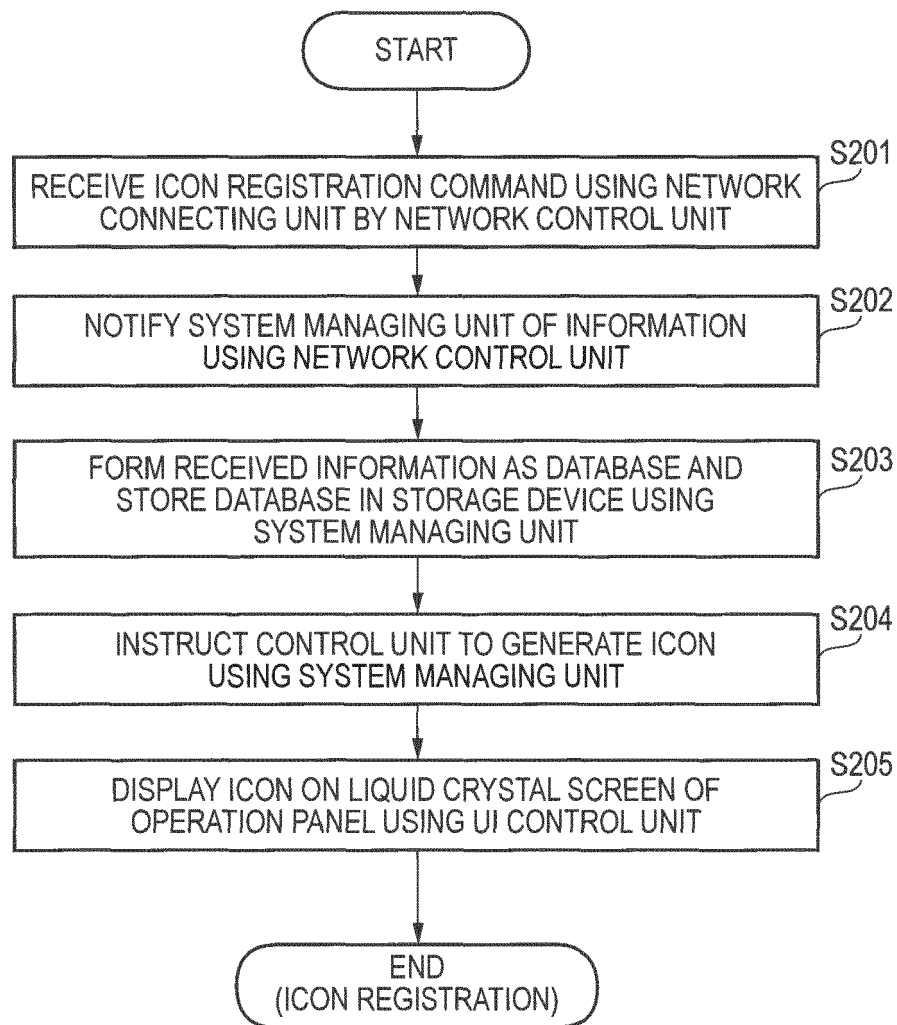 START
S201
RECEIVE ICON REGISTRATION COMMAND USING NETWORK
CONNECTING UNIT BY NETWORK CONTROL UNIT
S202
NOTIFY SYSTEM MANAGING UNIT OF INFORMATION
USING NETWORK CONTROL UNIT
S203
FORM RECEIVED INFORMATION AS DATABASE AND
STORE DATABASE IN STORAGE DEVICE USING
SYSTEM MANAGING UNIT
S204
INSTRUCT CONTROL UNIT TO GENERATE ICON
USING SYSTEM MANAGING UNIT
S205
DISPLAY ICON ON LIQUID CRYSTAL SCREEN OF
OPERATION PANEL USING UI CONTROL UNIT
END
(ICON REGISTRATION)